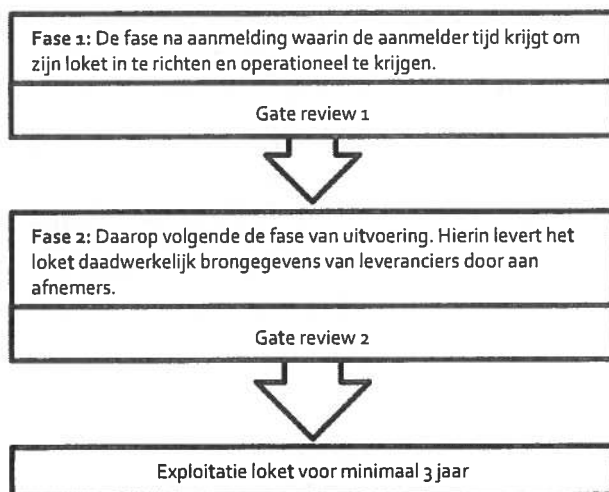 Fase 1: De fase na aanmelding waarin de aanmelder tijd krijgt om
zijn loket in te richten en operationeel te krijgen.
Gate review 1
Fase 2: Daarop volgende de fase van uitvoering. Hierin levert het
loket daadwerkelijk brongegevens van leveranciers door aan
afnemers.
Gate review 2
Exploitatie loket voor minimaal 3 jaar